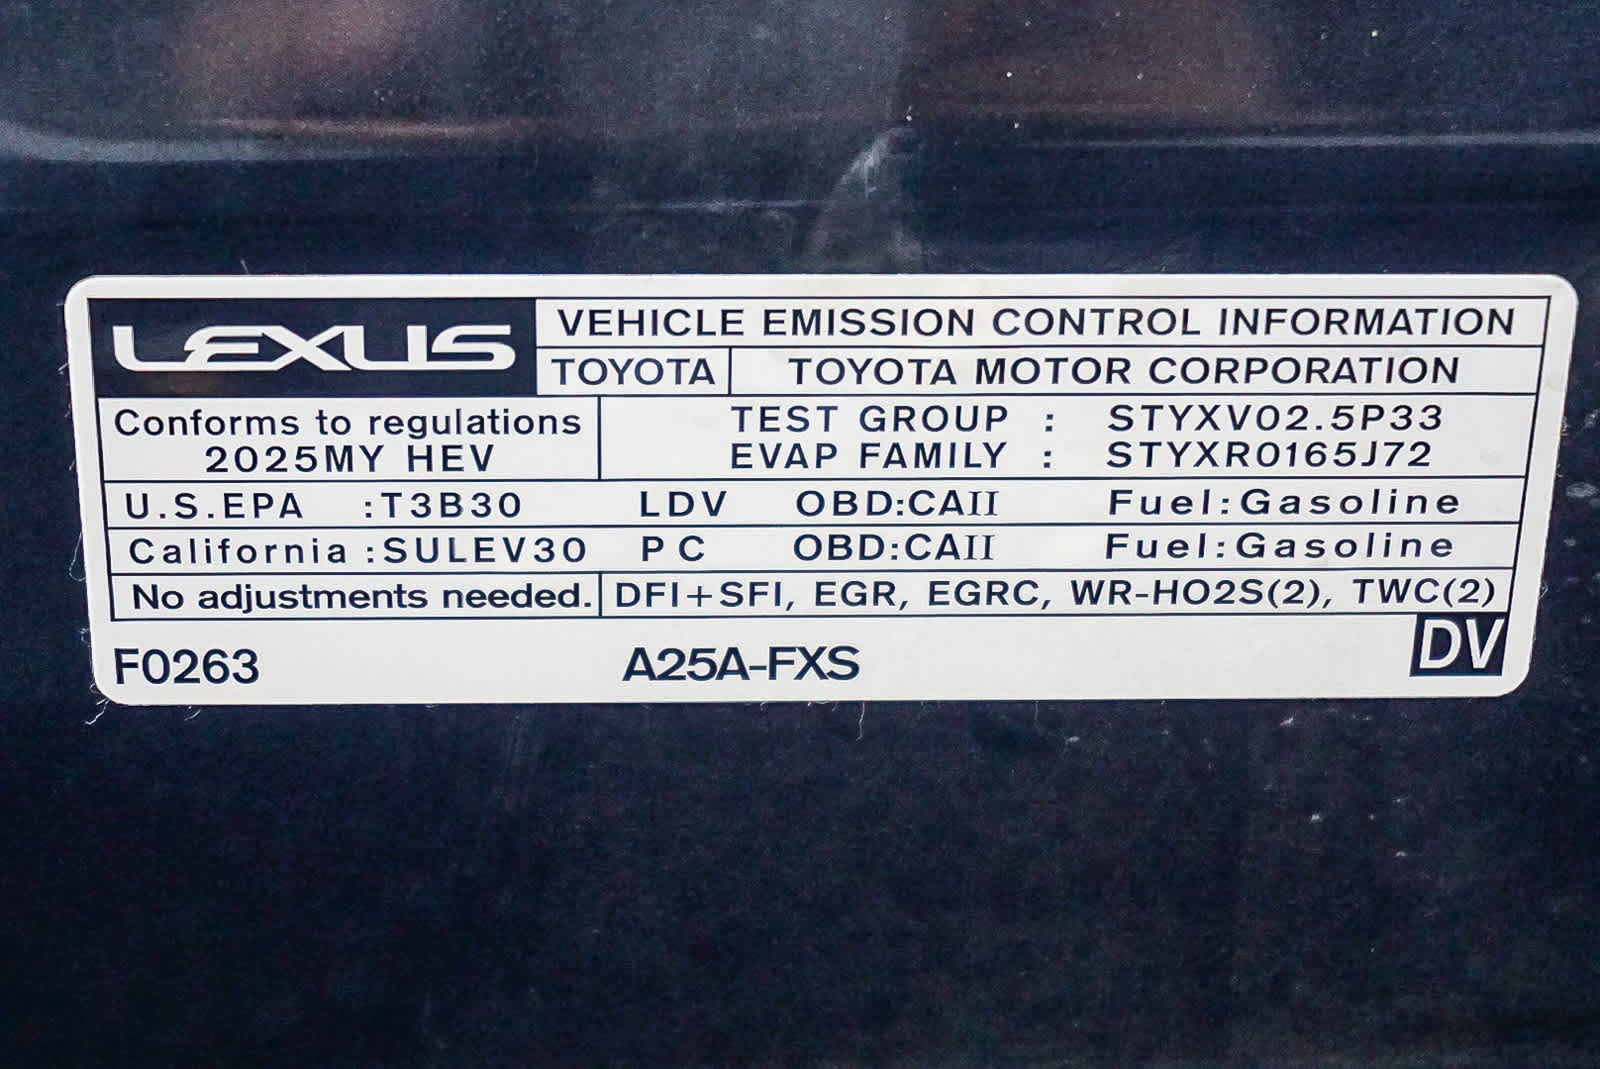 LEXUS VEHICLE EMISSION CONTROL INFORMATION
TOYOTA TOYOTA MOTOR CORPORATION
Conforms to regulations
2025MY HEV
TEST GROUP : STYXV02.5P33
EVAP FAMILY : STYXR0165J72
U.S.EPA :T3B30 LDV OBD:CAII Fuel:Gasoline
California :SULEV30 PC OBD:CAII Fuel:Gasoline
No adjustments needed. DFI+SFI, EGR, EGRC, WR-HO2S(2), TWC(2)
F0263 A25A-FXS DV